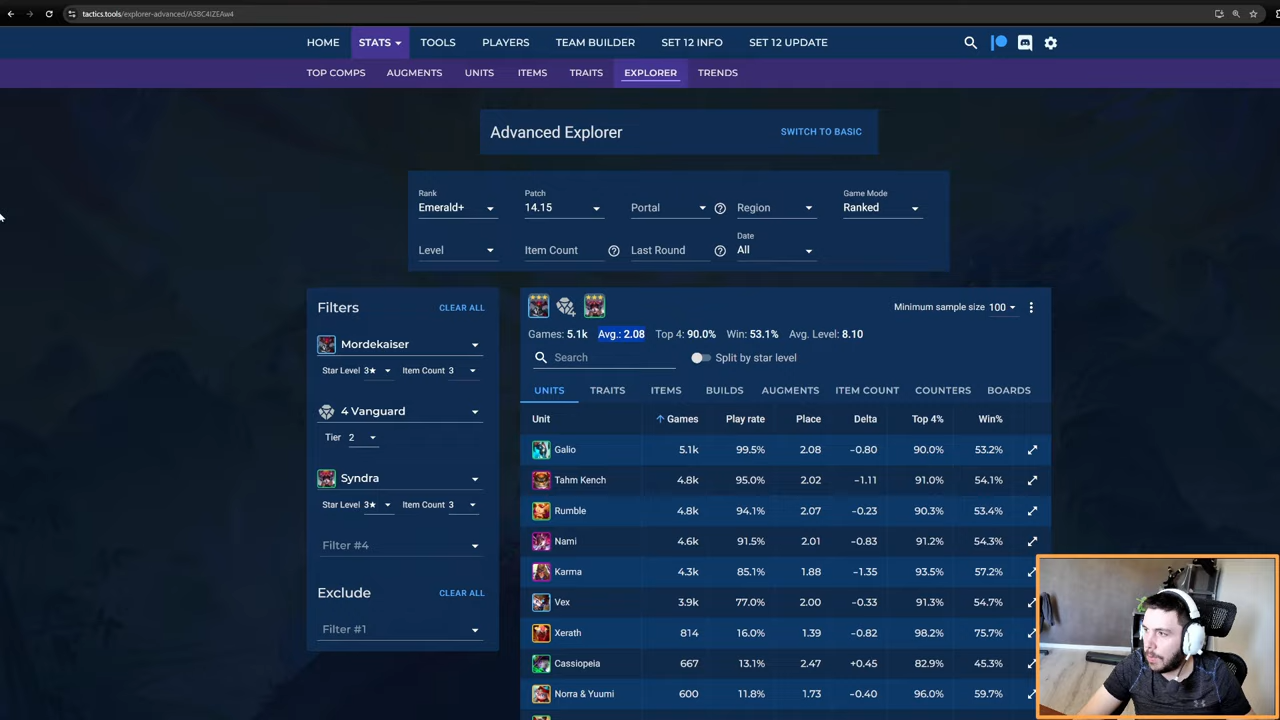 tactics.tools/explorer-advanced/ASBC4IZEAw4
HOME STATS TOOLS PLAYERS TEAM BUILDER SET 12 INFO SET 12 UPDATE
TOP COMPS AUGMENTS UNITS ITEMS TRAITS EXPLORER TRENDS
Advanced Explorer SWITCH TO BASIC
Rank Patch Game Mode
Emerald+ 14.15 Portal Region Ranked
Date
Level Item Count Last Round All
Filters CLEAR ALL
Mordekaiser
Star Level 3★ Item Count 3
4 Vanguard
Tier 2
Syndra
Star Level 3★ Item Count 3
Filter #4
Exclude CLEAR ALL
Filter #1
Minimum sample size 100
Games: 5.1k Avg.: 2.08 Top 4: 90.0% Win: 53.1% Avg. Level: 8.10
Search Split by star level
UNITS TRAITS ITEMS BUILDS AUGMENTS ITEM COUNT COUNTERS BOARDS
Unit Games Play rate Place Delta Top 4% Win%
Galio 5.1k 99.5% 2.08 −0.80 90.0% 53.2%
Tahm Kench 4.8k 95.0% 2.02 −1.11 91.0% 54.1%
Rumble 4.8k 94.1% 2.07 −0.23 90.3% 53.4%
Nami 4.6k 91.5% 2.01 −0.83 91.2% 54.3%
Karma 4.3k 85.1% 1.88 −1.35 93.5% 57.2%
Vex 3.9k 77.0% 2.00 −0.33 91.3% 54.7%
Xerath 814 16.0% 1.39 −0.82 98.2% 75.7%
Cassiopeia 667 13.1% 2.47 +0.45 82.9% 45.3%
Norra & Yuumi 600 11.8% 1.73 −0.40 96.0% 59.7%